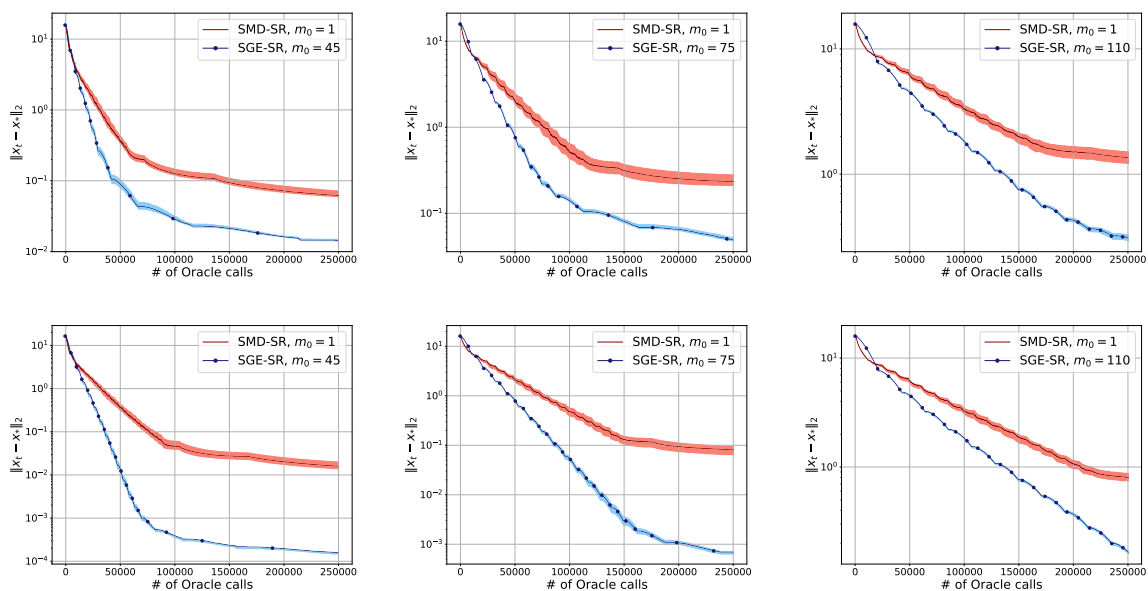 SMD-SR, m₀ = 1
SGE-SR, m₀ = 45
10¹
10⁰
10⁻¹
10⁻²
‖xₜ − x∗‖₂
0 50000 100000 150000 200000 250000
# of Oracle calls
SMD-SR, m₀ = 1
SGE-SR, m₀ = 75
10¹
10⁰
10⁻¹
‖xₜ − x∗‖₂
0 50000 100000 150000 200000 250000
# of Oracle calls
SMD-SR, m₀ = 1
SGE-SR, m₀ = 110
10¹
10⁰
‖xₜ − x∗‖₂
0 50000 100000 150000 200000 250000
# of Oracle calls
SMD-SR, m₀ = 1
SGE-SR, m₀ = 45
10¹
10⁰
10⁻¹
10⁻²
10⁻³
10⁻⁴
‖xₜ − x∗‖₂
0 50000 100000 150000 200000 250000
# of Oracle calls
SMD-SR, m₀ = 1
SGE-SR, m₀ = 75
10¹
10⁰
10⁻¹
10⁻²
10⁻³
‖xₜ − x∗‖₂
0 50000 100000 150000 200000 250000
# of Oracle calls
SMD-SR, m₀ = 1
SGE-SR, m₀ = 110
10¹
10⁰
‖xₜ − x∗‖₂
0 50000 100000 150000 200000 250000
# of Oracle calls